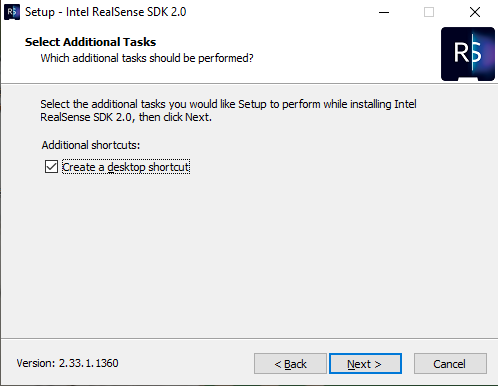 Setup - Intel RealSense SDK 2.0
Select Additional Tasks
Which additional tasks should be performed?
RS
Select the additional tasks you would like Setup to perform while installing Intel
RealSense SDK 2.0, then click Next.
Additional shortcuts:
Create a desktop shortcut
Version: 2.33.1.1360
< Back
Next >
Cancel